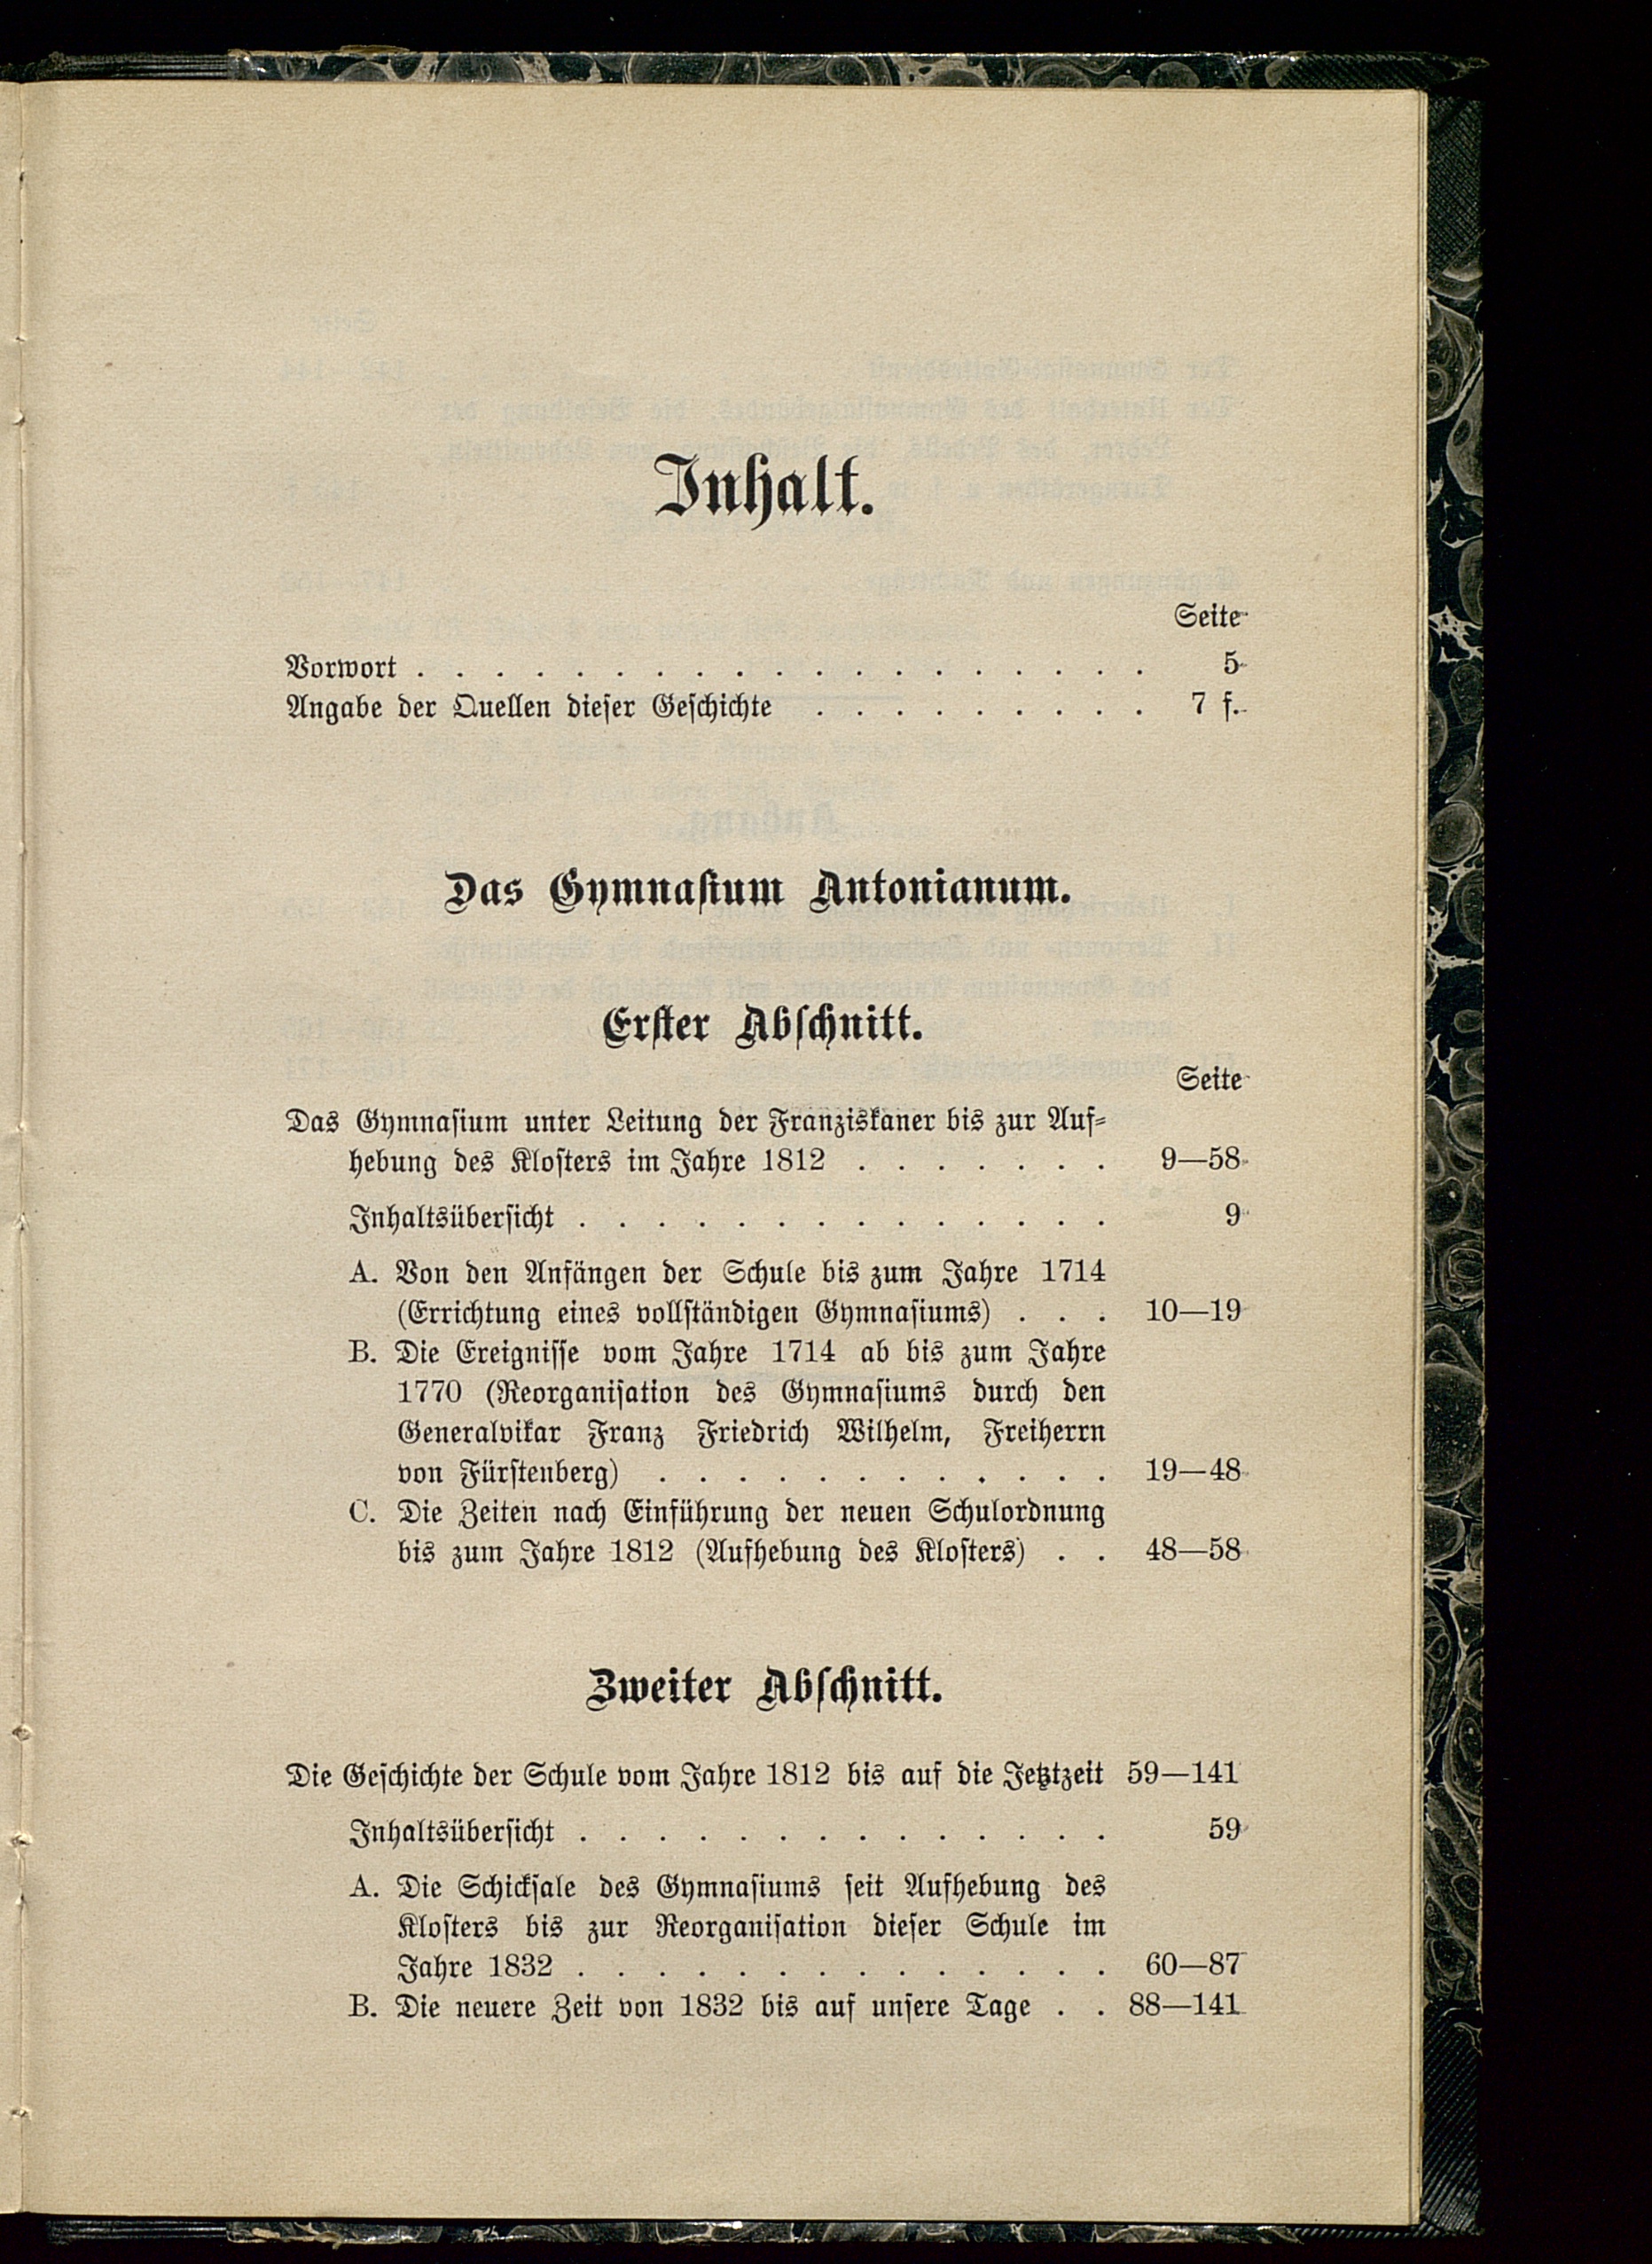 Inhalt.
Seite
Vorwort . . . . . . . . . . . . . . . . . . . 5
Angabe der Quellen dieser Geschichte . . . . . . . . . 7 f.
Das Gymnasium Antonianum.
Erster Abschnitt.
Seite
Das Gymnasium unter Leitung der Franziskaner bis zur Auf-
hebung des Klosters im Jahre 1812 . . . . . . . 9—58
Inhaltsübersicht . . . . . . . . . . . . . . 9
A. Von den Anfängen der Schule bis zum Jahre 1714
(Errichtung eines vollständigen Gymnasiums) . . . 10—19
B. Die Ereignisse vom Jahre 1714 ab bis zum Jahre
1770 (Reorganisation des Gymnasiums durch den
Generalvikar Franz Friedrich Wilhelm, Freiherrn
von Fürstenberg) . . . . . . . . . . . . 19—48
C. Die Zeiten nach Einführung der neuen Schulordnung
bis zum Jahre 1812 (Aufhebung des Klosters) . . 48—58
Zweiter Abschnitt.
Die Geschichte der Schule vom Jahre 1812 bis auf die Jetztzeit 59—141
Inhaltsübersicht . . . . . . . . . . . . . . 59
A. Die Schicksale des Gymnasiums seit Aufhebung des
Klosters bis zur Reorganisation dieser Schule im
Jahre 1832 . . . . . . . . . . . . . . 60—87
B. Die neuere Zeit von 1832 bis auf unsere Tage . . 88—141